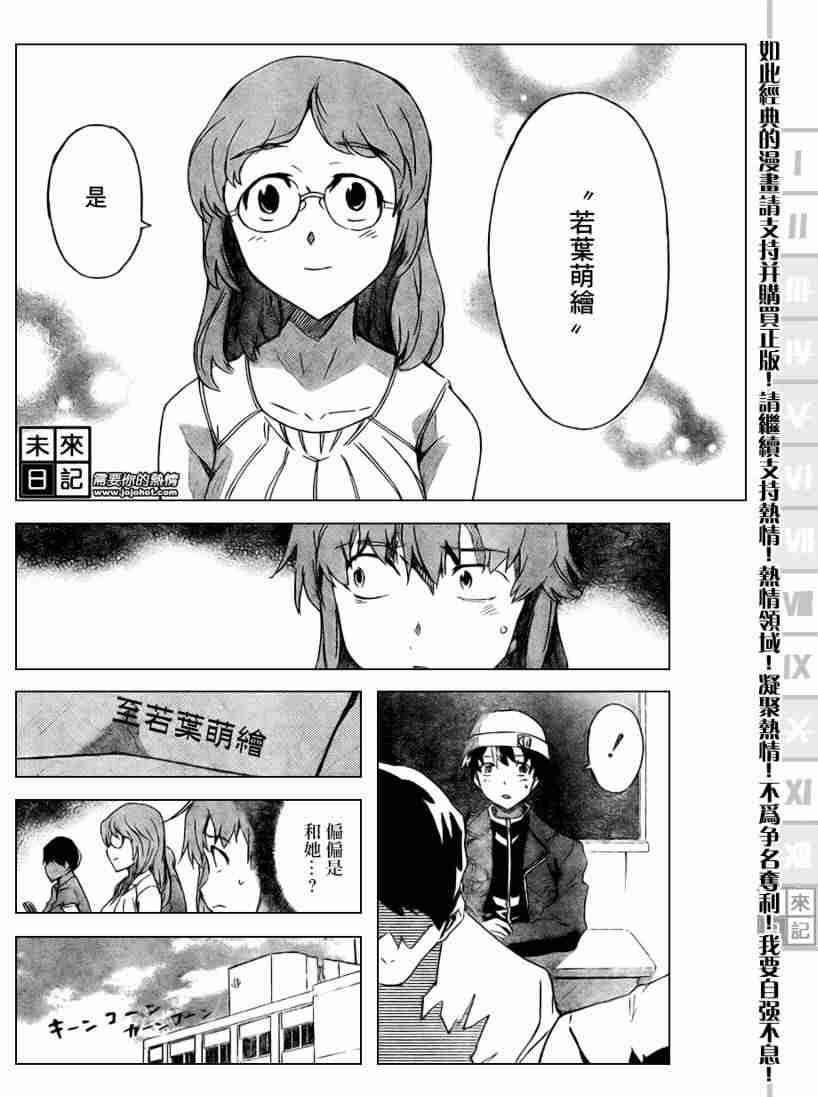 〝若葉萌繪〞
是
未來
日記
需要你的熱情
www.jojohot.com
!
至若葉萌繪
偏偏是
和她…?
キーンコーン
カーンコーン
如此經典的漫畫請支持并購買正版!請繼續支持熱情!熱情領域!凝聚熱情!不爲争名奪利!我要自强不息!
I
II
III
IV
V
VI
VII
VIII
IX
X
XI
XII
來
記
KU